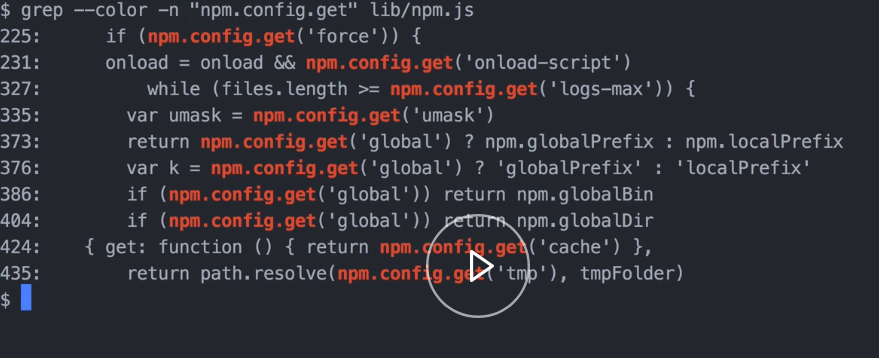 $ grep --color -n "npm.config.get" lib/npm.js
225:      if (npm.config.get('force')) {
231:      onload = onload && npm.config.get('onload-script')
327:          while (files.length >= npm.config.get('logs-max')) {
335:        var umask = npm.config.get('umask')
373:        return npm.config.get('global') ? npm.globalPrefix : npm.localPrefix
376:        var k = npm.config.get('global') ? 'globalPrefix' : 'localPrefix'
386:        if (npm.config.get('global')) return npm.globalBin
404:        if (npm.config.get('global')) return npm.globalDir
424:    { get: function () { return npm.config.get('cache') },
435:        return path.resolve(npm.config.get('tmp'), tmpFolder)
$